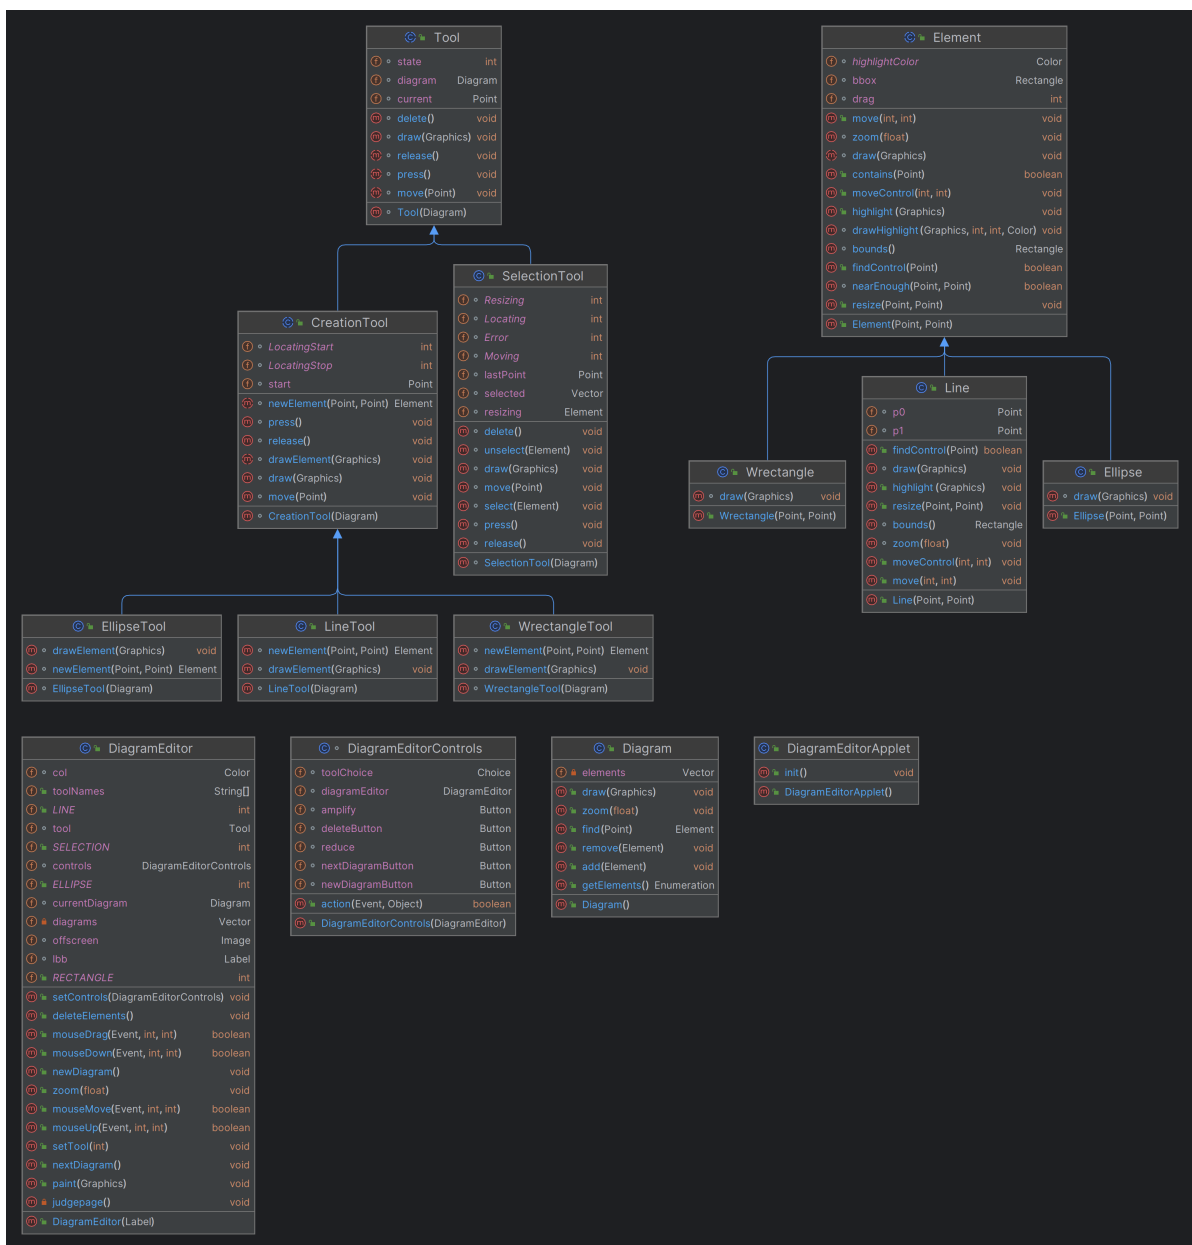 Tool
state int
diagram Diagram
current Point
delete() void
draw(Graphics) void
release() void
press() void
move(Point) void
Tool(Diagram)
Element
highlightColor Color
bbox Rectangle
drag int
move(int, int) void
zoom(float) void
draw(Graphics) void
contains(Point) boolean
moveControl(int, int) void
highlight(Graphics) void
drawHighlight(Graphics, int, int, Color) void
bounds() Rectangle
findControl(Point) boolean
nearEnough(Point, Point) boolean
resize(Point, Point) void
Element(Point, Point)
CreationTool
LocatingStart int
LocatingStop int
start Point
newElement(Point, Point) Element
press() void
release() void
drawElement(Graphics) void
draw(Graphics) void
move(Point) void
CreationTool(Diagram)
SelectionTool
Resizing int
Locating int
Error int
Moving int
lastPoint Point
selected Vector
resizing Element
delete() void
unselect(Element) void
draw(Graphics) void
move(Point) void
select(Element) void
press() void
release() void
SelectionTool(Diagram)
Wrectangle
draw(Graphics) void
Wrectangle(Point, Point)
Line
p0 Point
p1 Point
findControl(Point) boolean
draw(Graphics) void
highlight(Graphics) void
resize(Point, Point) void
bounds() Rectangle
zoom(float) void
moveControl(int, int) void
move(int, int) void
Line(Point, Point)
Ellipse
draw(Graphics) void
Ellipse(Point, Point)
EllipseTool
drawElement(Graphics) void
newElement(Point, Point) Element
EllipseTool(Diagram)
LineTool
newElement(Point, Point) Element
drawElement(Graphics) void
LineTool(Diagram)
WrectangleTool
newElement(Point, Point) Element
drawElement(Graphics) void
WrectangleTool(Diagram)
DiagramEditor
col Color
toolNames String[]
LINE int
tool Tool
SELECTION int
controls DiagramEditorControls
ELLIPSE int
currentDiagram Diagram
diagrams Vector
offscreen Image
lbb Label
RECTANGLE int
setControls(DiagramEditorControls) void
deleteElements() void
mouseDrag(Event, int, int) boolean
mouseDown(Event, int, int) boolean
newDiagram() void
zoom(float) void
mouseMove(Event, int, int) boolean
mouseUp(Event, int, int) boolean
setTool(int) void
nextDiagram() void
paint(Graphics) void
judgepage() void
DiagramEditor(Label)
DiagramEditorControls
toolChoice Choice
diagramEditor DiagramEditor
amplify Button
deleteButton Button
reduce Button
nextDiagramButton Button
newDiagramButton Button
action(Event, Object) boolean
DiagramEditorControls(DiagramEditor)
Diagram
elements Vector
draw(Graphics) void
zoom(float) void
find(Point) Element
remove(Element) void
add(Element) void
getElements() Enumeration
Diagram()
DiagramEditorApplet
init() void
DiagramEditorApplet()